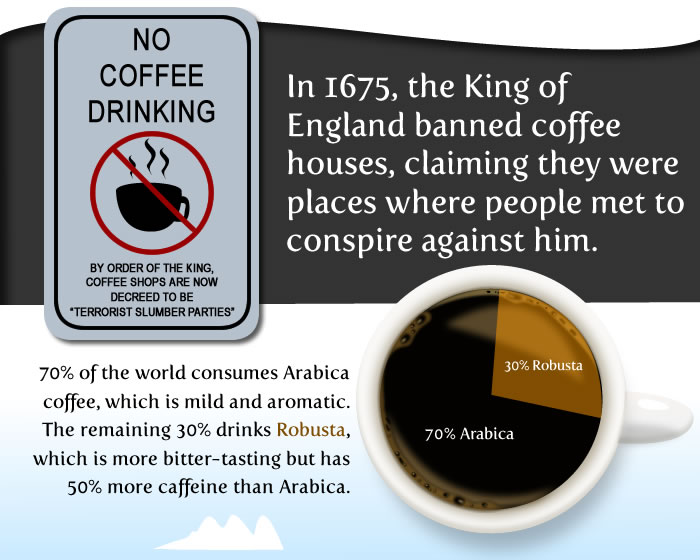 NO
COFFEE
DRINKING
BY ORDER OF THE KING,
COFFEE SHOPS ARE NOW
DECREED TO BE
"TERRORIST SLUMBER PARTIES"
In 1675, the King of
England banned coffee
houses, claiming they were
places where people met to
conspire against him.
70% of the world consumes Arabica
coffee, which is mild and aromatic.
The remaining 30% drinks Robusta,
which is more bitter-tasting but has
50% more caffeine than Arabica.
30% Robusta
70% Arabica